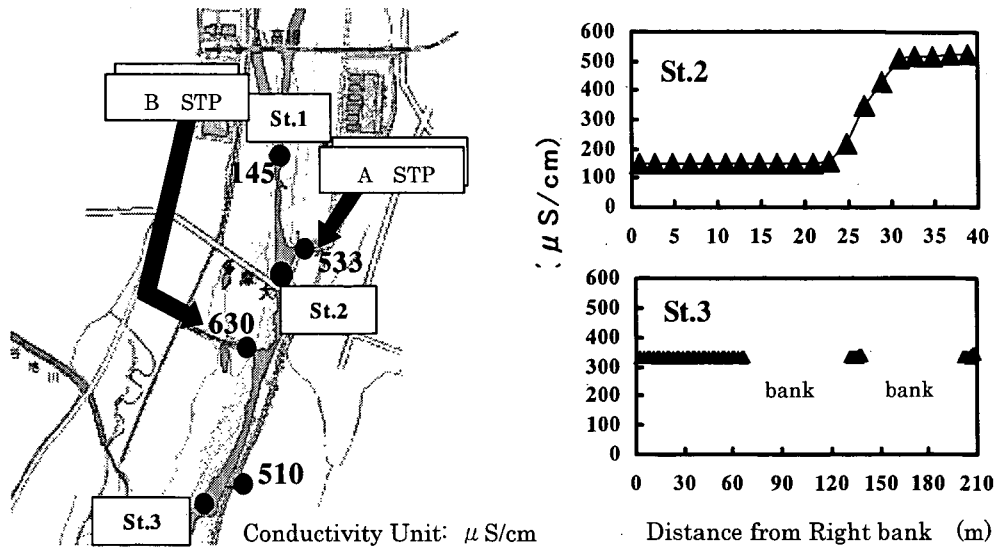 B STP
St.1
145
A STP
533
St.2
630
510
St.3
大
Conductivity Unit: μS/cm
(μS/cm)
St.2
600
500
400
300
200
100
0
0 5 10 15 20 25 30 35 40
St.3
600
500
400
300
200
100
0
bank bank
0 30 60 90 120 150 180 210
Distance from Right bank (m)